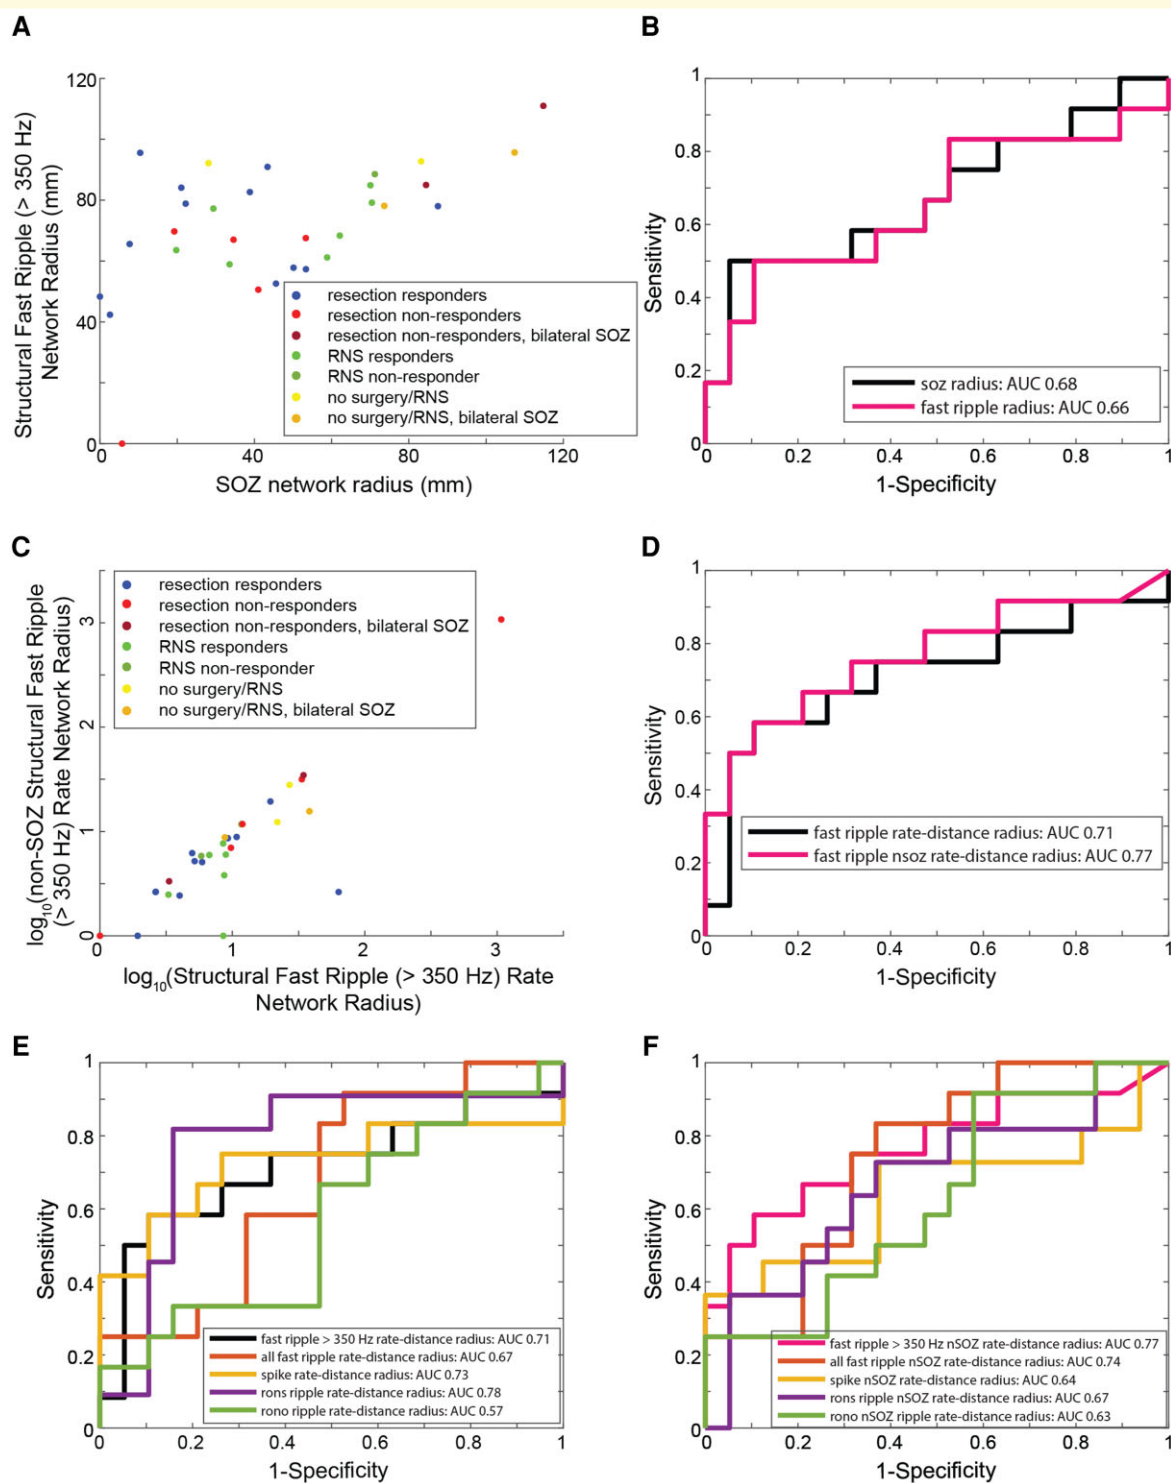 A
B
Structural Fast Ripple (> 350 Hz)
Network Radius (mm)
120
80
40
0
0
40
80
120
SOZ network radius (mm)
resection responders
resection non-responders
resection non-responders, bilateral SOZ
RNS responders
RNS non-responder
no surgery/RNS
no surgery/RNS, bilateral SOZ
Sensitivity
1
0.8
0.6
0.4
0.2
0
0
0.2
0.4
0.6
0.8
1
1-Specificity
soz radius: AUC 0.68
fast ripple radius: AUC 0.66
C
D
log10(non-SOZ Structural Fast Ripple
(> 350 Hz) Rate Network Radius)
3
2
1
0
0
1
2
3
log10(Structural Fast Ripple (> 350 Hz) Rate
Network Radius)
resection responders
resection non-responders
resection non-responders, bilateral SOZ
RNS responders
RNS non-responder
no surgery/RNS
no surgery/RNS, bilateral SOZ
Sensitivity
1
0.8
0.6
0.4
0.2
0
0
0.2
0.4
0.6
0.8
1
1-Specificity
fast ripple rate-distance radius: AUC 0.71
fast ripple nsoz rate-distance radius: AUC 0.77
E
F
Sensitivity
1
0.8
0.6
0.4
0.2
0
0
0.2
0.4
0.6
0.8
1
1-Specificity
fast ripple > 350 Hz rate-distance radius: AUC 0.71
all fast ripple rate-distance radius: AUC 0.67
spike rate-distance radius: AUC 0.73
rons ripple rate-distance radius: AUC 0.78
rono ripple rate-distance radius: AUC 0.57
Sensitivity
1
0.8
0.6
0.4
0.2
0
0
0.2
0.4
0.6
0.8
1
1-Specificity
fast ripple > 350 Hz nSOZ rate-distance radius: AUC 0.77
all fast ripple nSOZ rate-distance radius: AUC 0.74
spike nSOZ rate-distance radius: AUC 0.64
rons ripple nSOZ rate-distance radius: AUC 0.67
rono nSOZ ripple rate-distance radius: AUC 0.63